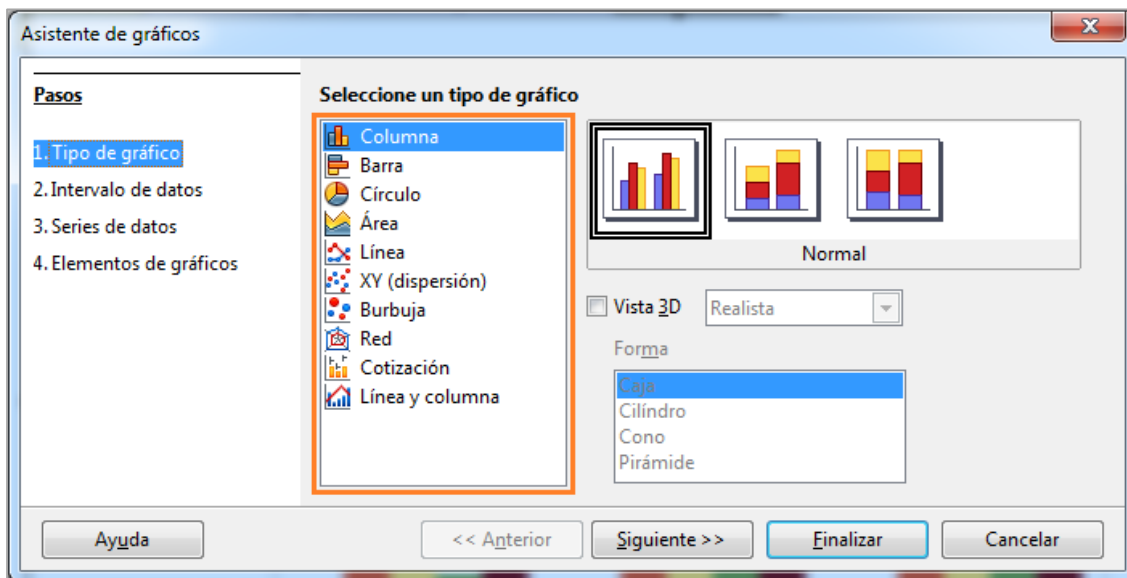 Asistente de gráficos
Pasos
1. Tipo de gráfico
2. Intervalo de datos
3. Series de datos
4. Elementos de gráficos
Seleccione un tipo de gráfico
Columna
Barra
Círculo
Área
Línea
XY (dispersión)
Burbuja
Red
Cotización
Línea y columna
Normal
Vista 3D
Realista
Forma
Caja
Cilíndro
Cono
Pirámide
Ayuda
<< Anterior
Siguiente >>
Finalizar
Cancelar